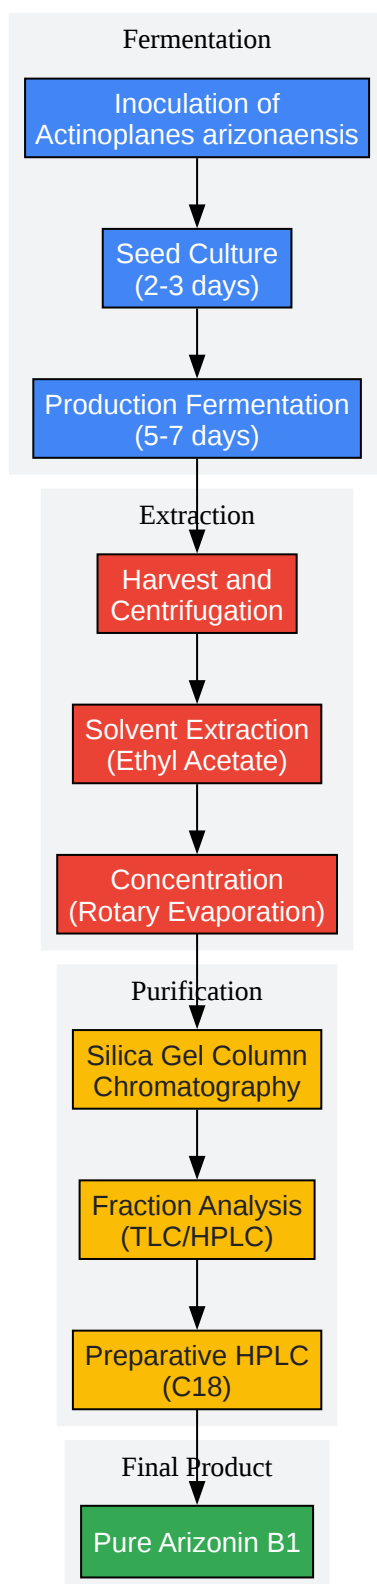 Fermentation
Inoculation of
Actinoplanes arizonaensis
Seed Culture
(2-3 days)
Production Fermentation
(5-7 days)
Extraction
Harvest and
Centrifugation
Solvent Extraction
(Ethyl Acetate)
Concentration
(Rotary Evaporation)
Purification
Silica Gel Column
Chromatography
Fraction Analysis
(TLC/HPLC)
Preparative HPLC
(C18)
Final Product
Pure Arizonin B1